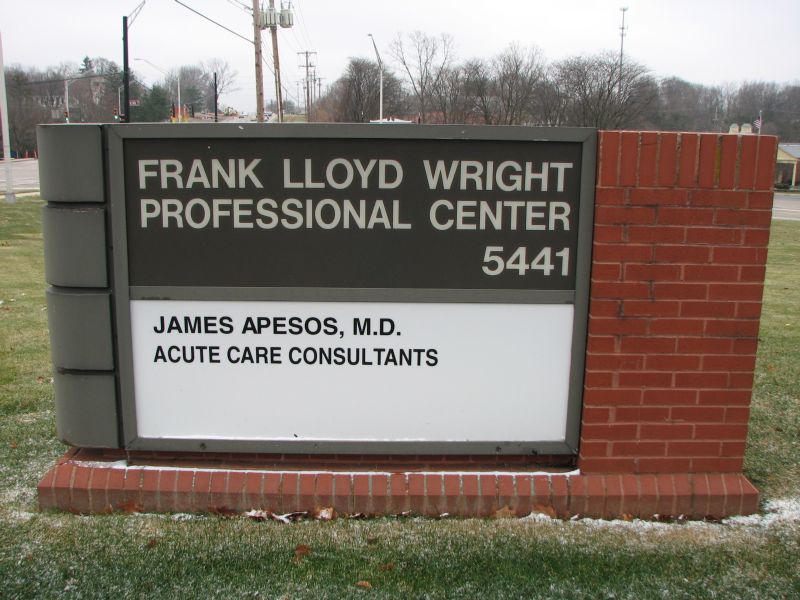 FRANK LLOYD WRIGHT
PROFESSIONAL CENTER
5441
JAMES APESOS, M.D.
ACUTE CARE CONSULTANTS